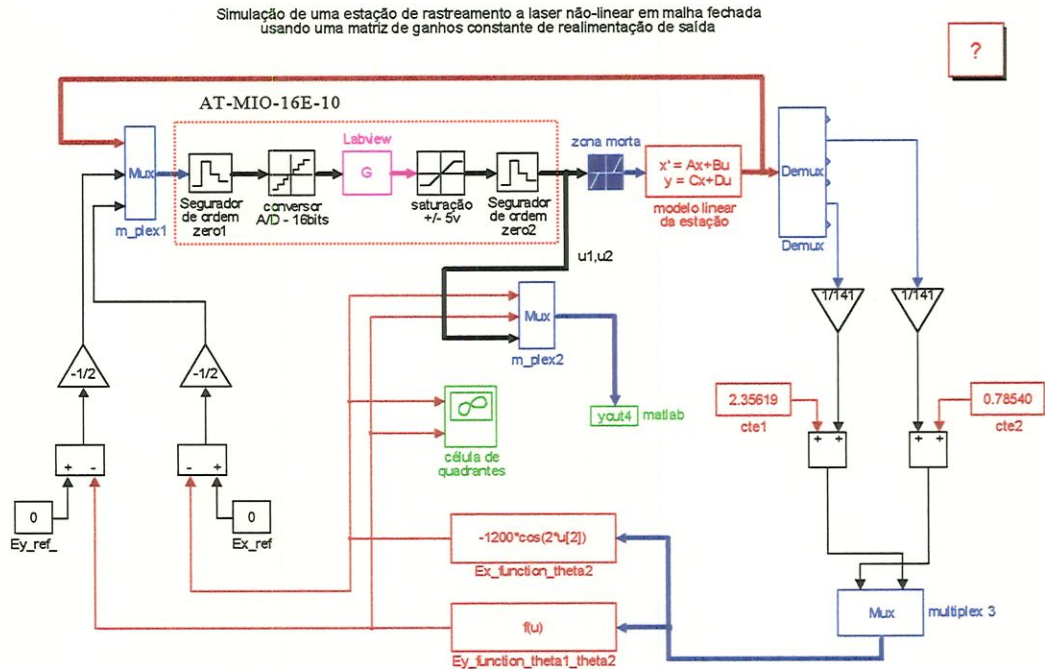 Simulação de uma estação de rastreamento a laser não-linear em malha fechada
usando uma matriz de ganhos constante de realimentação de saída
?
AT-MIO-16E-10
Labview
zona morta
Mux
G
x' = Ax+Bu
y = Cx+Du
Demux
m_plex1
Segurador
de ordem
zero1
conversor
A/D - 16bits
saturação
+/- 5v
Segurador
de ordem
zero2
modelo linear
da estação
Demux
u1,u2
1/141
1/141
Mux
m_plex2
-1/2
-1/2
2.35619
cte1
0.78540
cte2
yout4
matlab
célula de
quadrantes
+ +
+ +
+ -
- +
0
Ey_ref_
0
Ex_ref
-1200*cos(2*u[2])
Ex_function_theta2
Mux
multiplex 3
f(u)
Ey_function_theta1_theta2